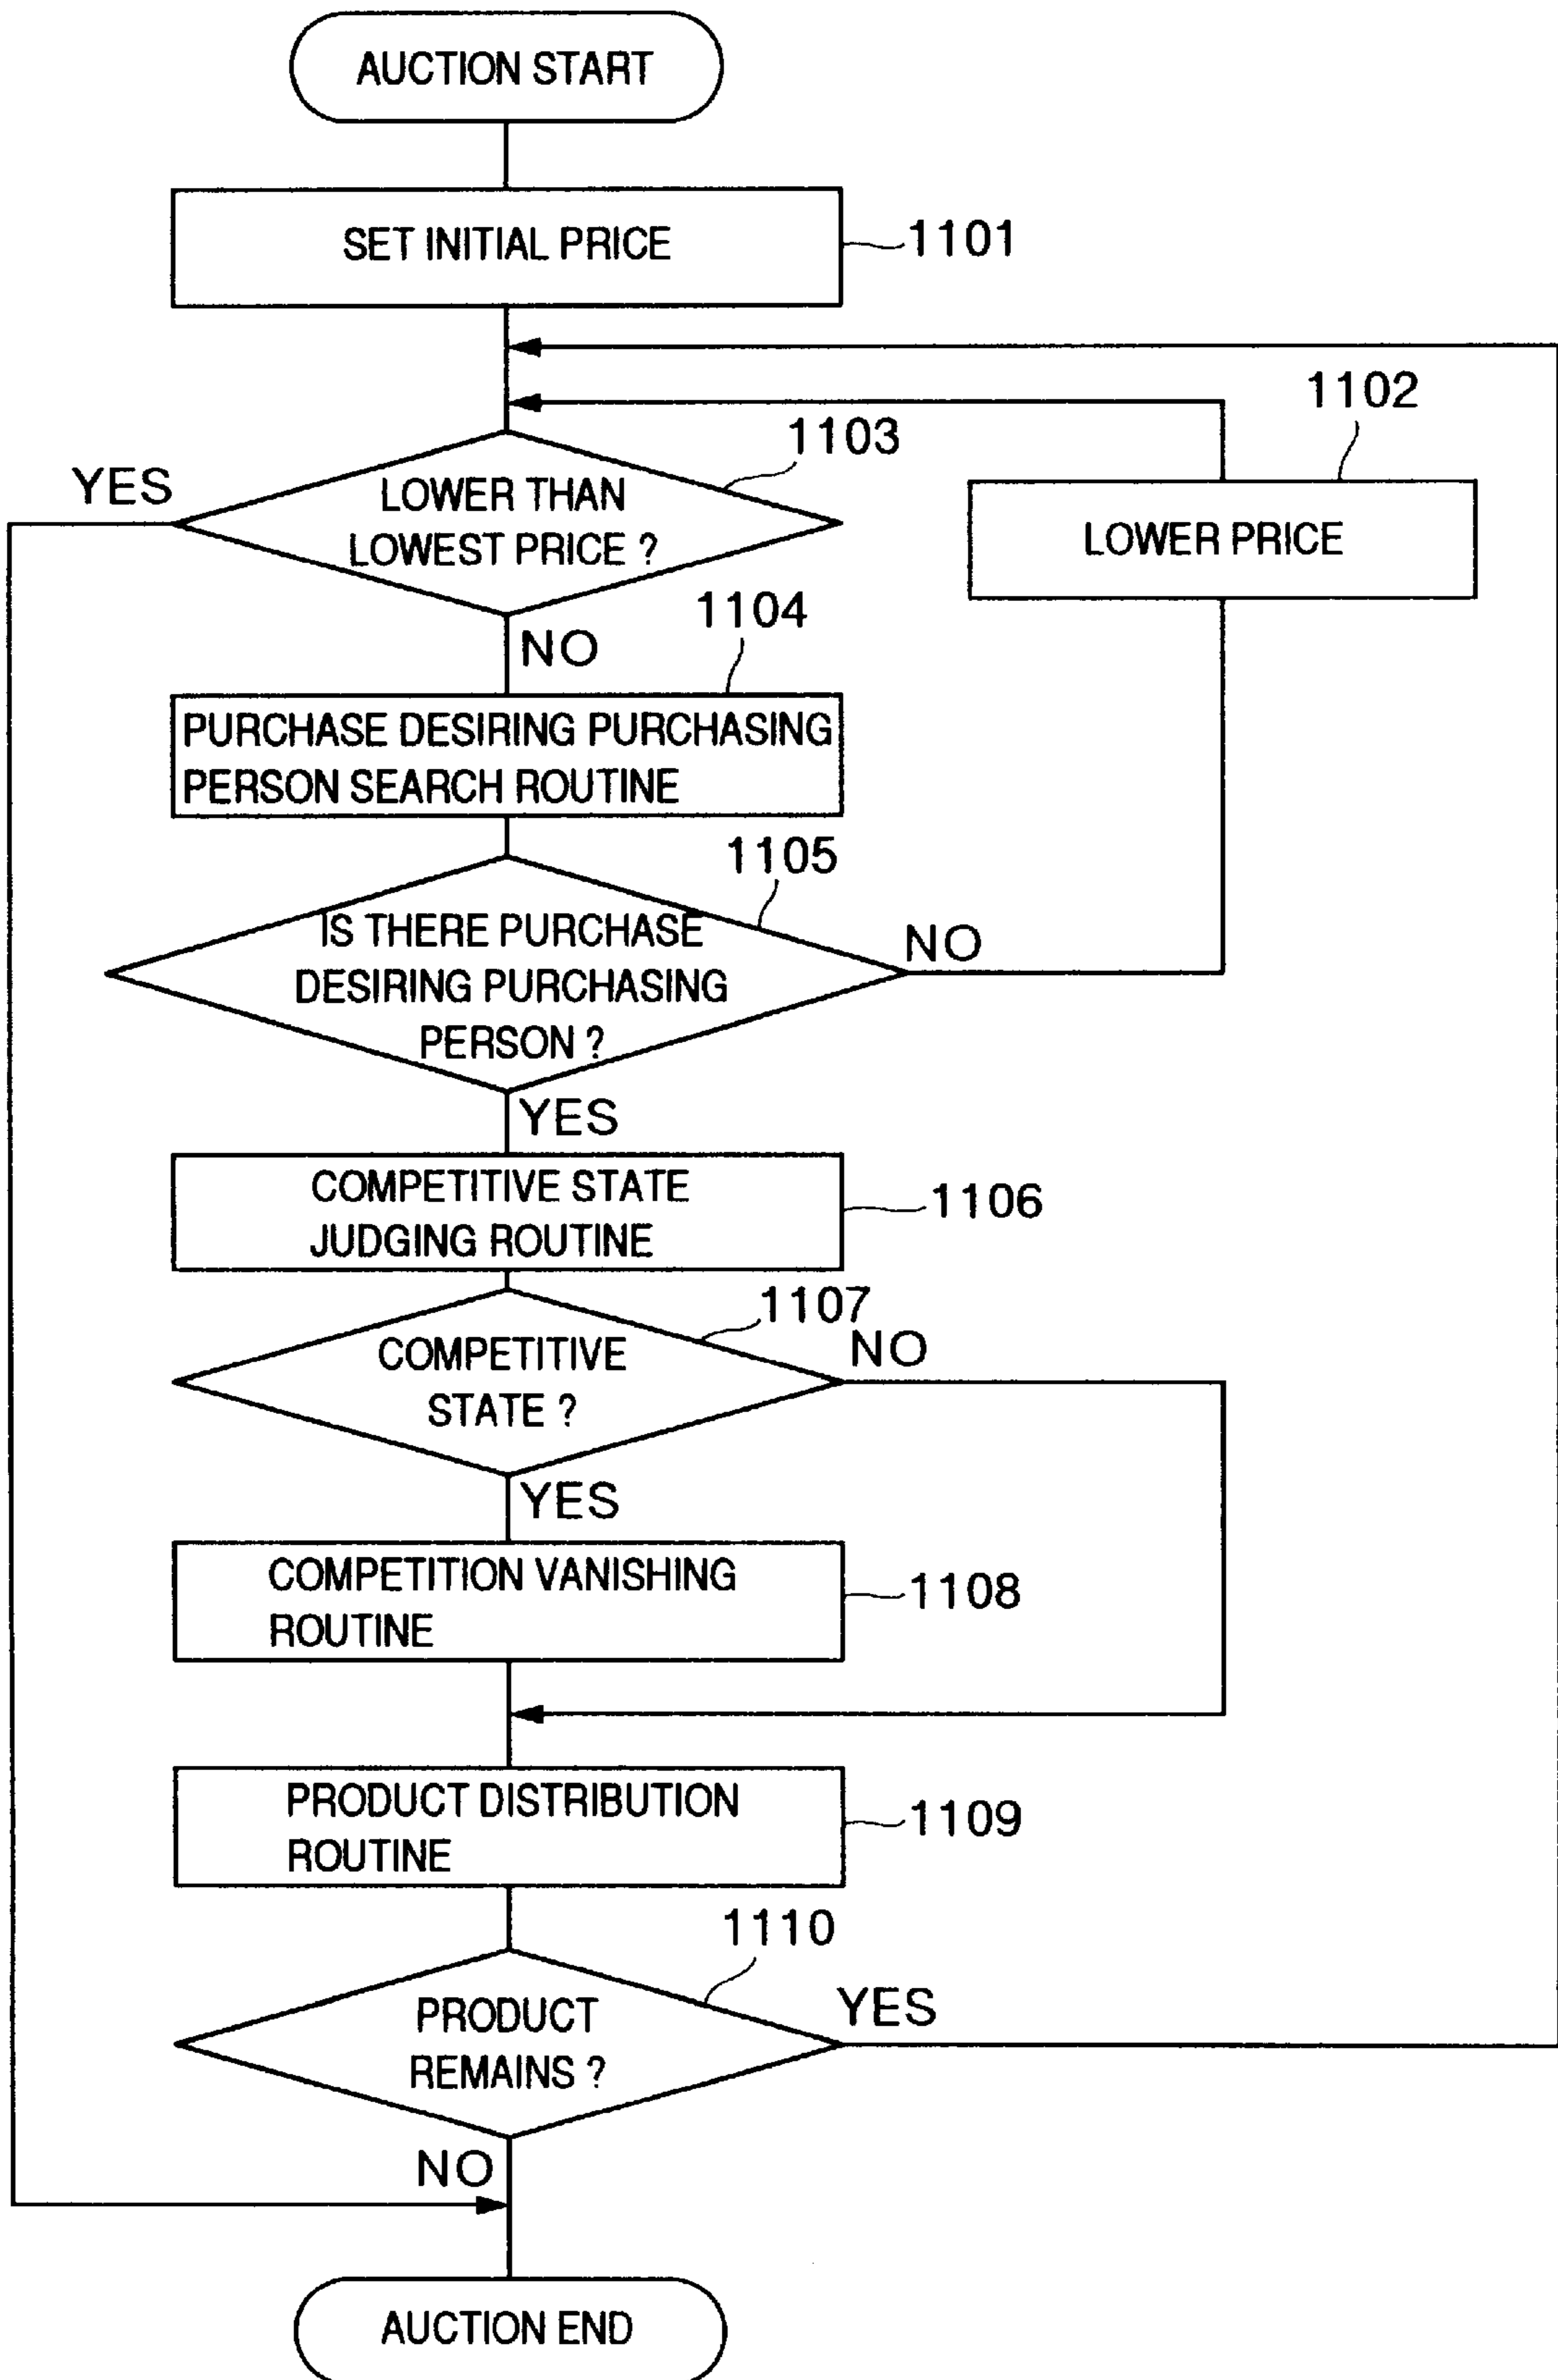 AUCTION START
SET INITIAL PRICE
1101
1102
1103
YES
LOWER THAN
LOWEST PRICE ?
LOWER PRICE
1104
NO
PURCHASE DESIRING PURCHASING
PERSON SEARCH ROUTINE
1105
IS THERE PURCHASE
DESIRING PURCHASING
PERSON ?
NO
YES
COMPETITIVE STATE
JUDGING ROUTINE
1106
1107
COMPETITIVE
STATE ?
NO
YES
COMPETITION VANISHING
ROUTINE
1108
PRODUCT DISTRIBUTION
ROUTINE
1109
1110
PRODUCT
REMAINS ?
YES
NO
AUCTION END